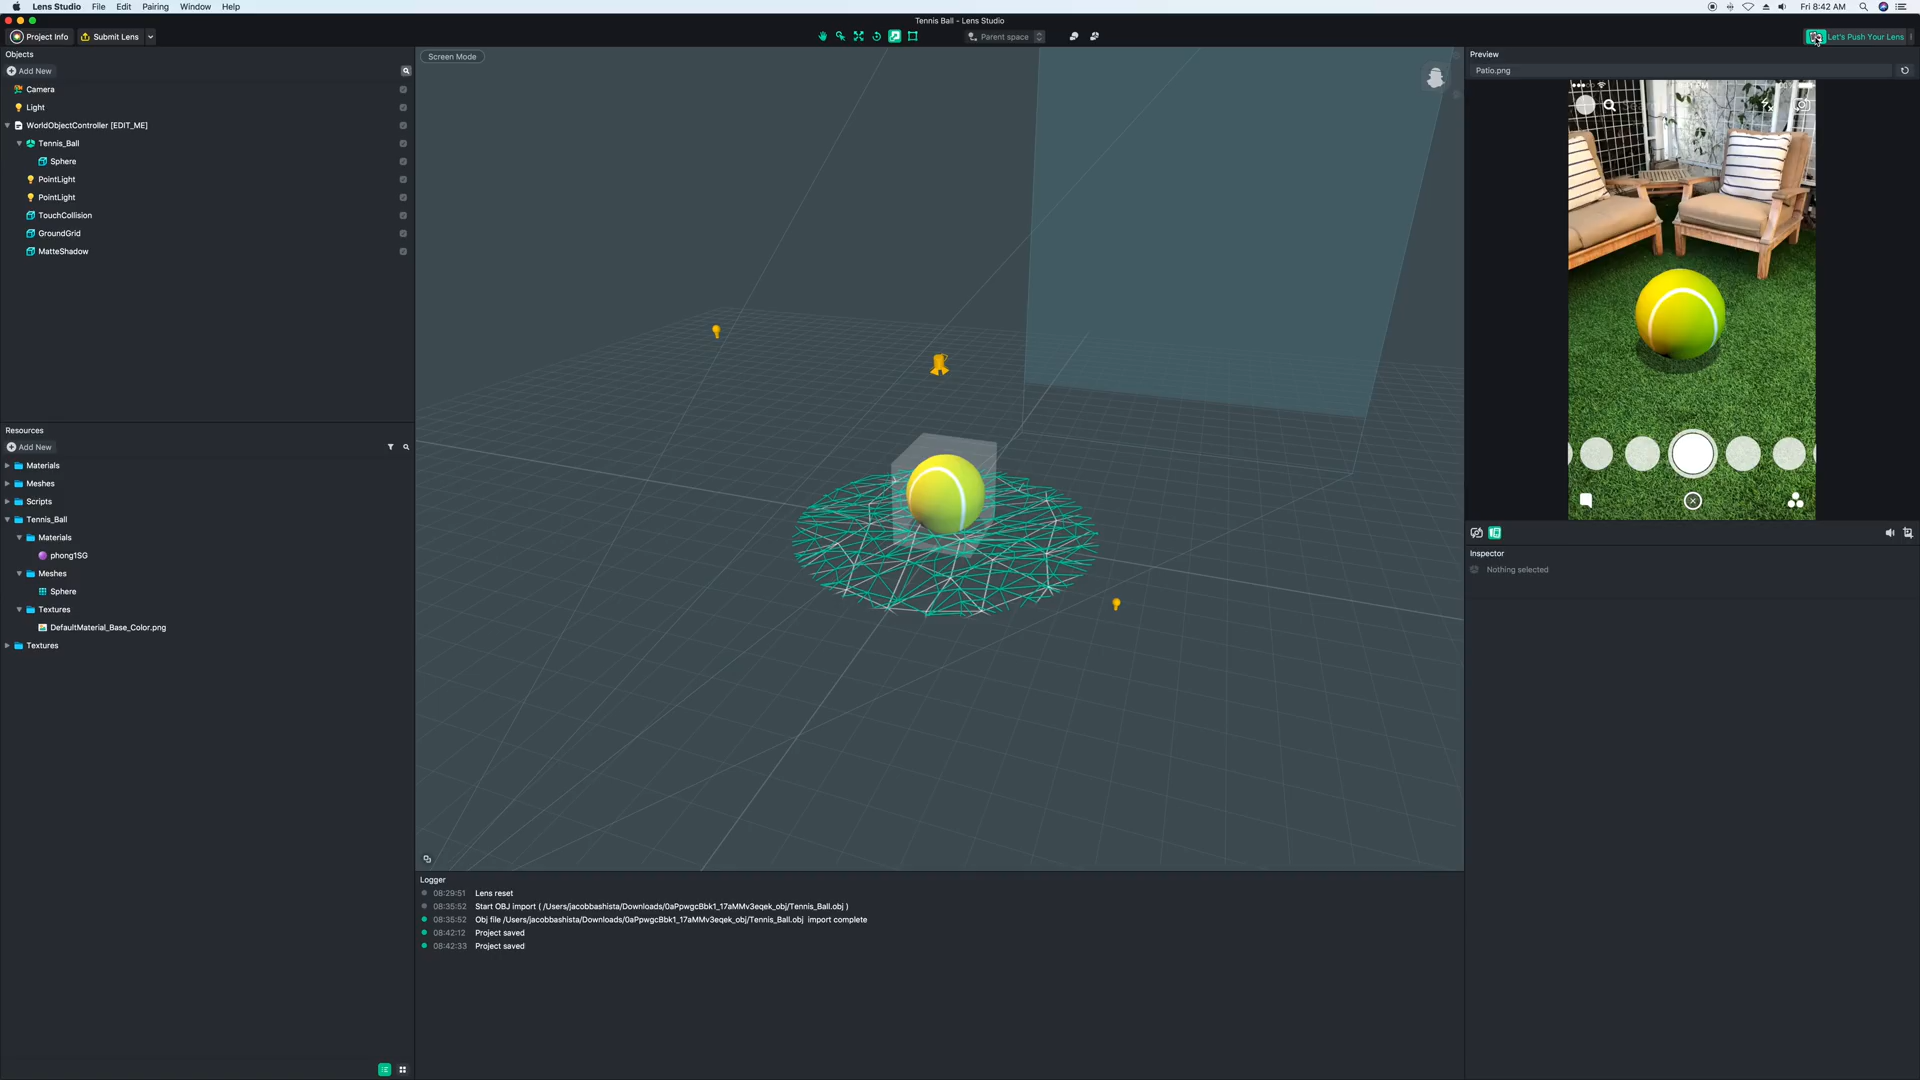 Lens Studio File Edit Pairing Window Help Fri 8:42 AM
Tennis Ball - Lens Studio
Project Info Submit Lens Parent space Let's Push Your Lens
Objects
Add New
Camera
Light
WorldObjectController [EDIT_ME]
Tennis_Ball
Sphere
PointLight
PointLight
TouchCollision
GroundGrid
MatteShadow
Resources
Add New
Materials
Meshes
Scripts
Tennis_Ball
Materials
phong1SG
Meshes
Sphere
Textures
DefaultMaterial_Base_Color.png
Textures
Screen Mode
Logger
08:29:51 Lens reset
08:35:52 Start OBJ import ( /Users/jacobbashista/Downloads/0aPpwgcBbk1_17aMMv3eqek_obj/Tennis_Ball.obj )
08:35:52 Obj file /Users/jacobbashista/Downloads/0aPpwgcBbk1_17aMMv3eqek_obj/Tennis_Ball.obj import complete
08:42:12 Project saved
08:42:33 Project saved
Preview
Patio.png
Inspector
Nothing selected